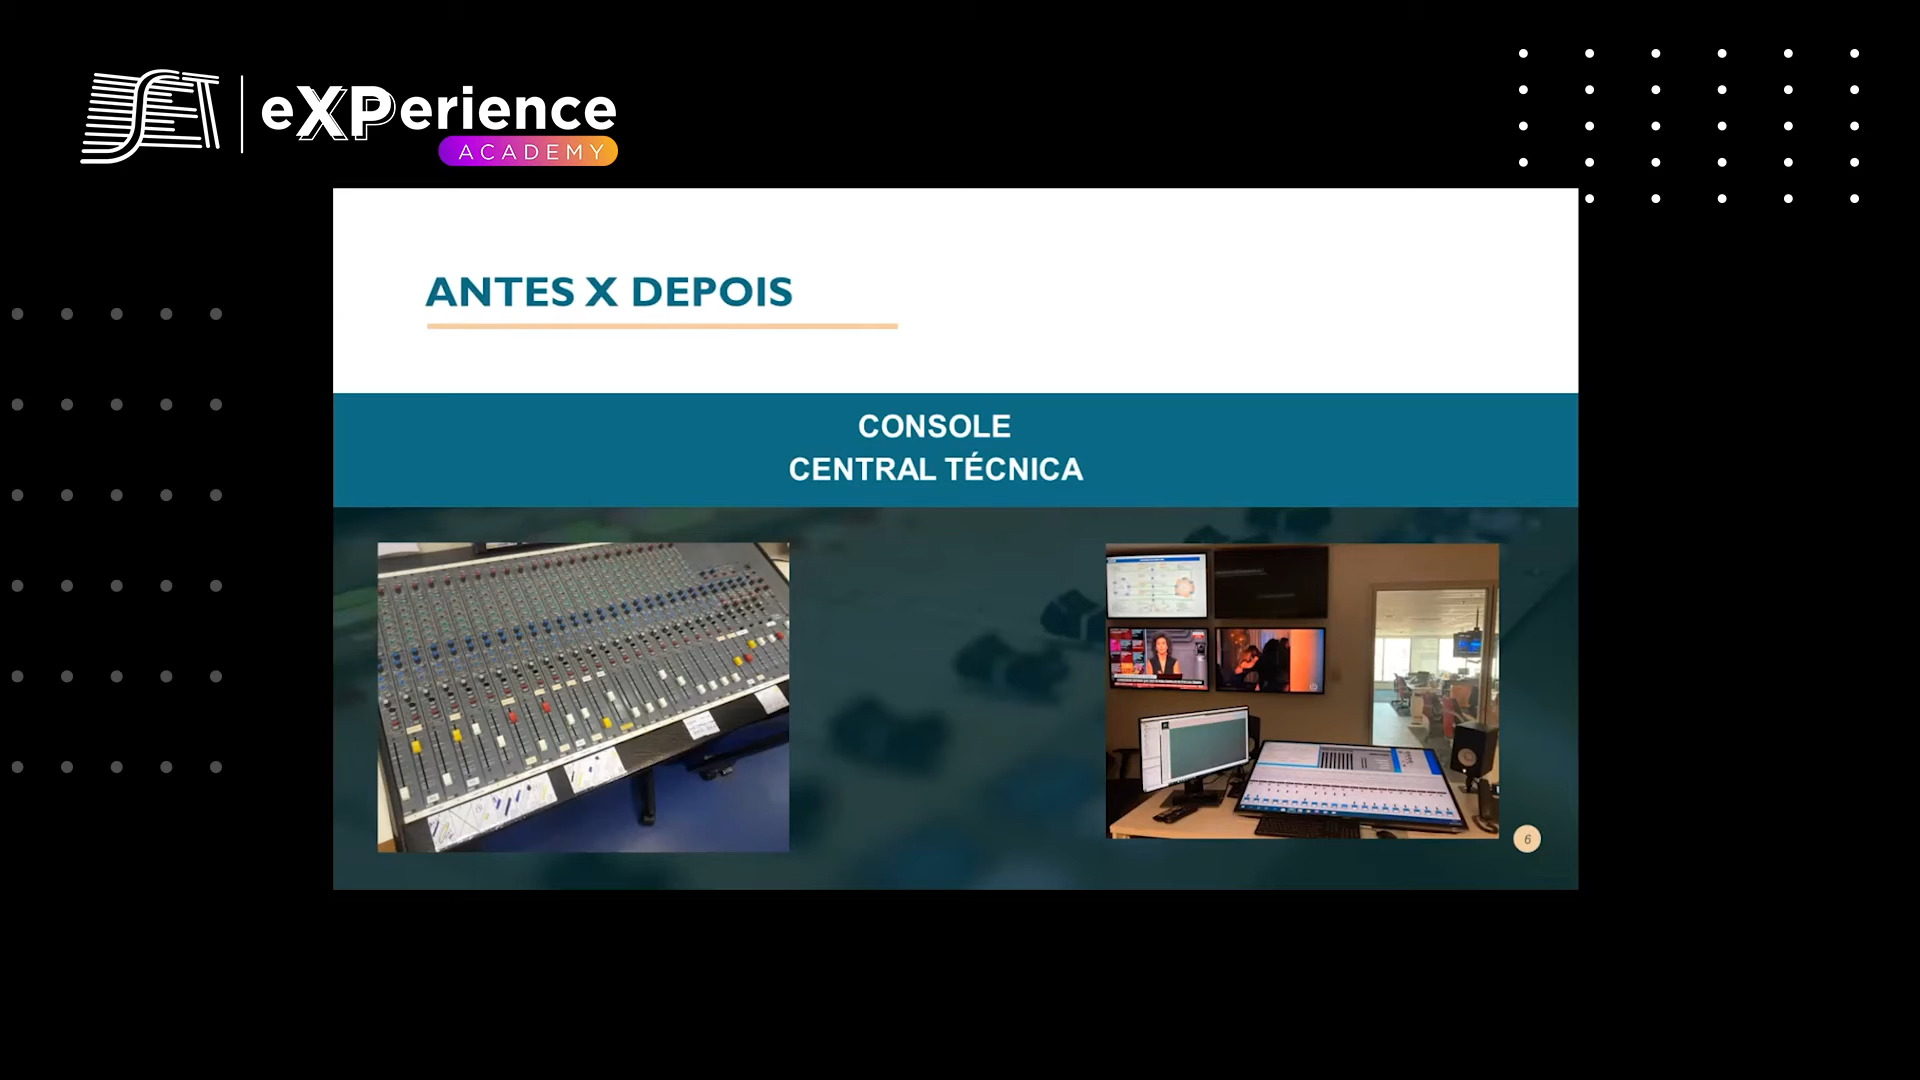 SET
eXPerience
ACADEMY
ANTES X DEPOIS
CONSOLE
CENTRAL TÉCNICA
6